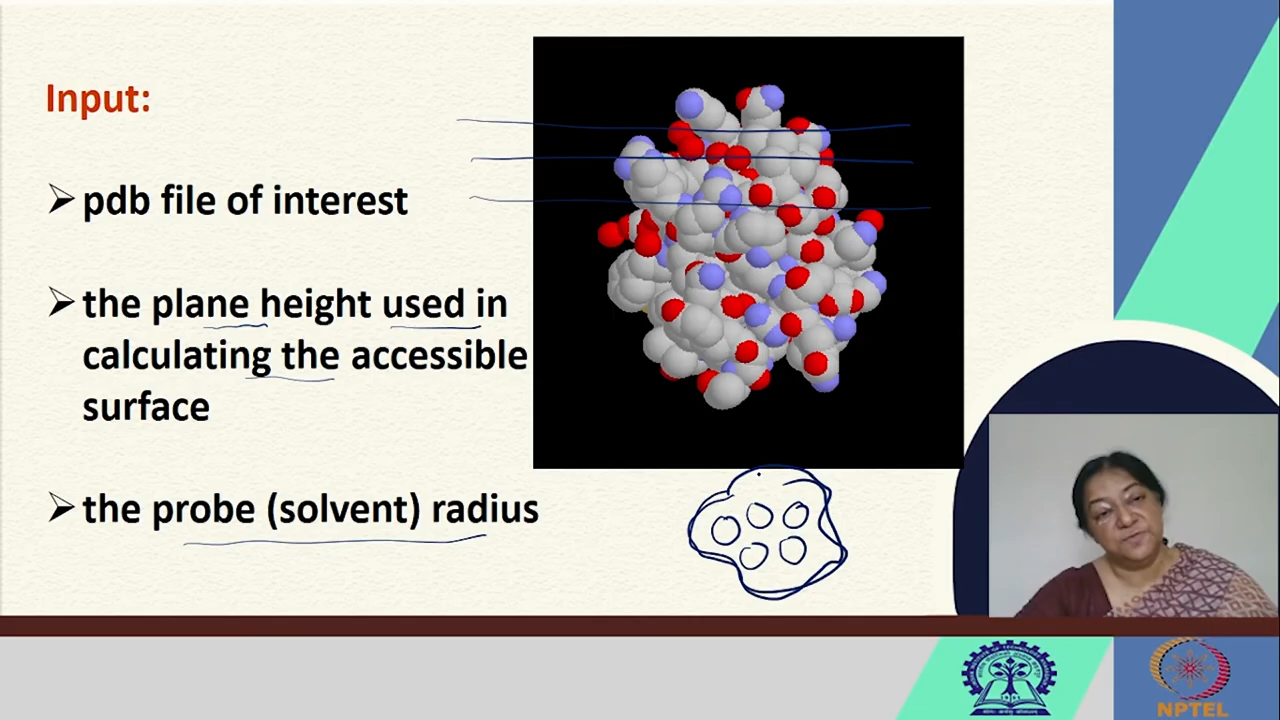 Input:
➢ pdb file of interest
➢ the plane height used in
calculating the accessible
surface
➢ the probe (solvent) radius
NPTEL